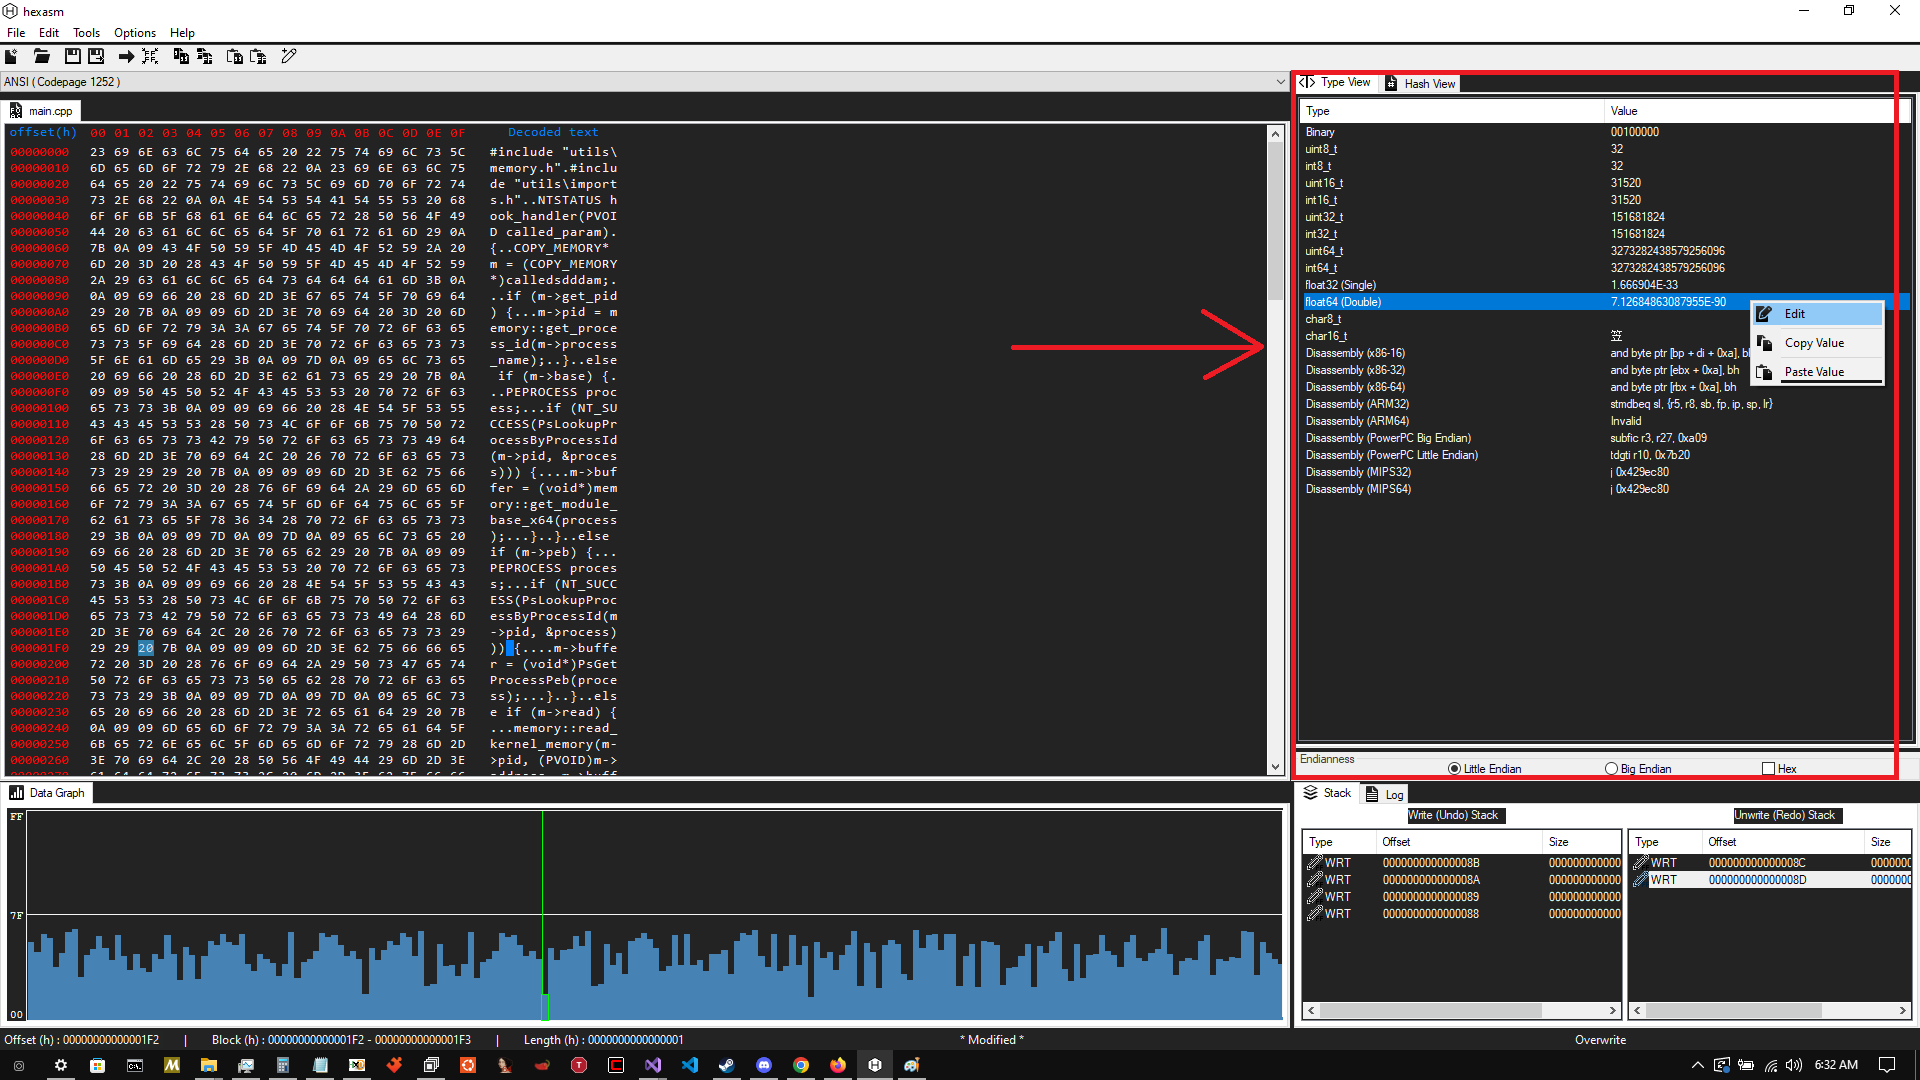 hexasm
File Edit Tools Options Help
ANSI ( Codepage 1252 )
main.cpp
offset(h) 00 01 02 03 04 05 06 07 08 09 0A 0B 0C 0D 0E 0F Decoded text
00000000 23 69 6E 63 6C 75 64 65 20 22 75 74 69 6C 73 5C #include "utils\
00000010 6D 65 6D 6F 72 79 2E 68 22 0A 23 69 6E 63 6C 75 memory.h".#inclu
00000020 64 65 20 22 75 74 69 6C 73 5C 69 6D 70 6F 72 74 de "utils\import
00000030 73 2E 68 22 0A 0A 4E 54 53 54 41 54 55 53 20 68 s.h"..NTSTATUS h
00000040 6F 6F 6B 5F 68 61 6E 64 6C 65 72 28 50 56 4F 49 ook_handler(PVOI
00000050 44 20 63 61 6C 6C 65 64 5F 70 61 72 61 6D 29 0A D called_param).
00000060 7B 0A 09 43 4F 50 59 5F 4D 45 4D 4F 52 59 2A 20 {..COPY_MEMORY*
00000070 6D 20 3D 20 28 43 4F 50 59 5F 4D 45 4D 4F 52 59 m = (COPY_MEMORY
00000080 2A 29 63 61 6C 6C 65 64 73 64 64 64 61 6D 3B 0A *)calledsdddam;.
00000090 0A 09 69 66 20 28 6D 2D 3E 67 65 74 5F 70 69 64 ..if (m->get_pid
000000A0 29 20 7B 0A 09 09 6D 2D 3E 70 69 64 20 3D 20 6D ) {...m->pid = m
000000B0 65 6D 6F 72 79 3A 3A 67 65 74 5F 70 72 6F 63 65 emory::get_proce
000000C0 73 73 5F 69 64 28 6D 2D 3E 70 72 6F 63 65 73 73 ss_id(m->process
000000D0 5F 6E 61 6D 65 29 3B 0A 09 7D 0A 09 65 6C 73 65 _name);..}..else
000000E0 20 69 66 20 28 6D 2D 3E 62 61 73 65 29 20 7B 0A if (m->base) {.
000000F0 09 09 50 45 50 52 4F 43 45 53 53 20 70 72 6F 63 ..PEPROCESS proc
00000100 65 73 73 3B 0A 09 09 69 66 20 28 4E 54 5F 53 55 ess;...if (NT_SU
00000110 43 43 45 53 53 28 50 73 4C 6F 6F 6B 75 70 50 72 CCESS(PsLookupPr
00000120 6F 63 65 73 73 42 79 50 72 6F 63 65 73 73 49 64 ocessByProcessId
00000130 28 6D 2D 3E 70 69 64 2C 20 26 70 72 6F 63 65 73 (m->pid, &proces
00000140 73 29 29 29 20 7B 0A 09 09 09 6D 2D 3E 62 75 66 s))) {....m->buf
00000150 66 65 72 20 3D 20 28 76 6F 69 64 2A 29 6D 65 6D fer = (void*)mem
00000160 6F 72 79 3A 3A 67 65 74 5F 6D 6F 64 75 6C 65 5F ory::get_module_
00000170 62 61 73 65 5F 78 36 34 28 70 72 6F 63 65 73 73 base_x64(process
00000180 29 3B 0A 09 09 7D 0A 09 7D 0A 09 65 6C 73 65 20 );...}..}..else
00000190 69 66 20 28 6D 2D 3E 70 65 62 29 20 7B 0A 09 09 if (m->peb) {...
000001A0 50 45 50 52 4F 43 45 53 53 20 70 72 6F 63 65 73 PEPROCESS proces
000001B0 73 3B 0A 09 09 69 66 20 28 4E 54 5F 53 55 43 43 s;...if (NT_SUCC
000001C0 45 53 53 28 50 73 4C 6F 6F 6B 75 70 50 72 6F 63 ESS(PsLookupProc
000001D0 65 73 73 42 79 50 72 6F 63 65 73 73 49 64 28 6D essByProcessId(m
000001E0 2D 3E 70 69 64 2C 20 26 70 72 6F 63 65 73 73 29 ->pid, &process)
000001F0 29 29 20 7B 0A 09 09 09 6D 2D 3E 62 75 66 66 65 )) {....m->buffe
00000200 72 20 3D 20 28 76 6F 69 64 2A 29 50 73 47 65 74 r = (void*)PsGet
00000210 50 72 6F 63 65 73 73 50 65 62 28 70 72 6F 63 65 ProcessPeb(proce
00000220 73 73 29 3B 0A 09 09 7D 0A 09 7D 0A 09 65 6C 73 ss);...}..}..els
00000230 65 20 69 66 20 28 6D 2D 3E 72 65 61 64 29 20 7B e if (m->read) {
00000240 0A 09 09 6D 65 6D 6F 72 79 3A 3A 72 65 61 64 5F ...memory::read_
00000250 6B 65 72 6E 65 6C 5F 6D 65 6D 6F 72 79 28 6D 2D kernel_memory(m-
00000260 3E 70 69 64 2C 20 28 50 56 4F 49 44 29 6D 2D 3E >pid, (PVOID)m->
Type View Hash View
Type Value
Binary 00100000
uint8_t 32
int8_t 32
uint16_t 31520
int16_t 31520
uint32_t 151681824
int32_t 151681824
uint64_t 3273282438579256096
int64_t 3273282438579256096
float32 (Single) 1.666904E-33
float64 (Double) 7.12684863087955E-90
char8_t
char16_t 笠
Disassembly (x86-16) and byte ptr [bp + di + 0xa], bl
Disassembly (x86-32) and byte ptr [ebx + 0xa], bh
Disassembly (x86-64) and byte ptr [rbx + 0xa], bh
Disassembly (ARM32) stmdbeq sl, {r5, r8, sb, fp, ip, sp, lr}
Disassembly (ARM64) Invalid
Disassembly (PowerPC Big Endian) subfic r3, r27, 0xa09
Disassembly (PowerPC Little Endian) tdgti r10, 0x7b20
Disassembly (MIPS32) j 0x429ec80
Disassembly (MIPS64) j 0x429ec80
Edit
Copy Value
Paste Value
Endianness
Little Endian Big Endian Hex
Data Graph
FF
7F
00
Stack Log
Write (Undo) Stack
Type Offset Size
WRT 000000000000008B 000000000000
WRT 000000000000008A 000000000000
WRT 0000000000000089 000000000000
WRT 0000000000000088 000000000000
Unwrite (Redo) Stack
Type Offset Size
WRT 000000000000008C 0000000
WRT 000000000000008D 0000000
Offset (h) : 00000000000001F2 | Block (h) : 00000000000001F2 - 00000000000001F3 | Length (h) : 0000000000000001 * Modified * Overwrite
6:32 AM